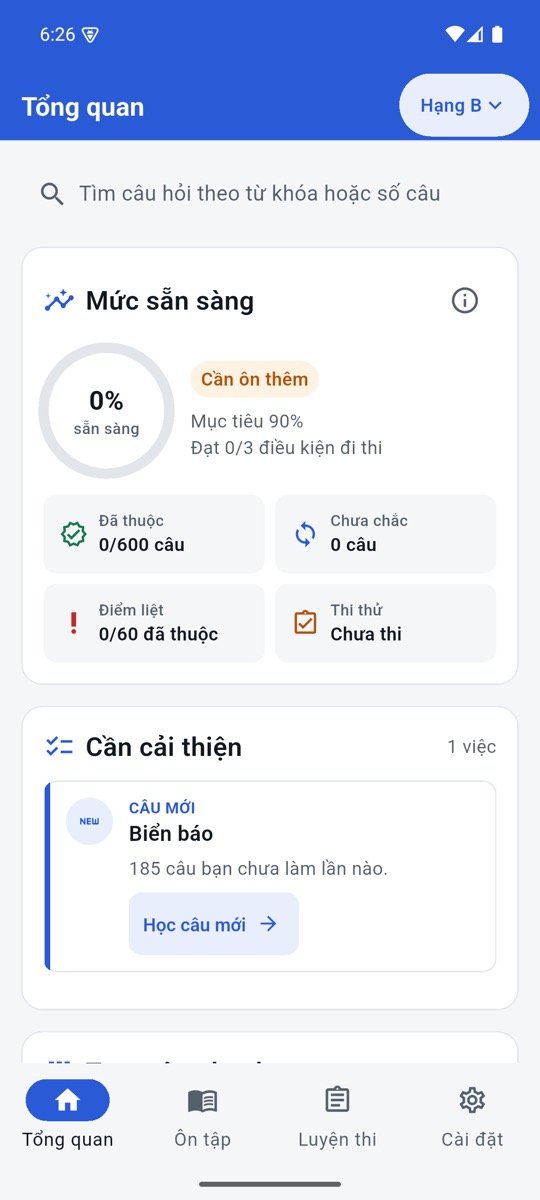 6:26
Tổng quan
Hạng B
Tìm câu hỏi theo từ khóa hoặc số câu
Mức sẵn sàng
0%
sẵn sàng
Cần ôn thêm
Mục tiêu 90%
Đạt 0/3 điều kiện đi thi
Đã thuộc
0/600 câu
Chưa chắc
0 câu
Điểm liệt
0/60 đã thuộc
Thi thử
Chưa thi
Cần cải thiện
1 việc
NEW
CÂU MỚI
Biển báo
185 câu bạn chưa làm lần nào.
Học câu mới
Tổng quan
Ôn tập
Luyện thi
Cài đặt